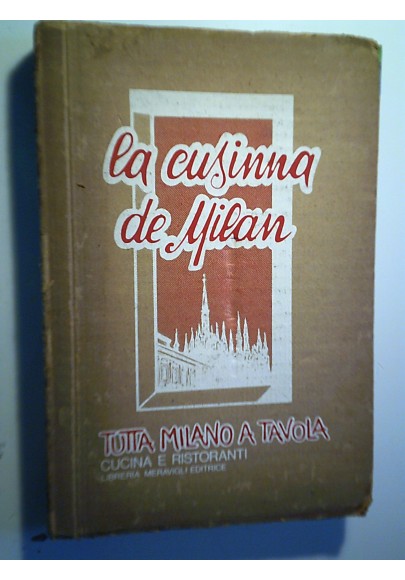 la cusinna
de Milan
TUTTA MILANO A TAVOLA
CUCINA E RISTORANTI
LIBRERIA MERAVIGLI EDITRICE